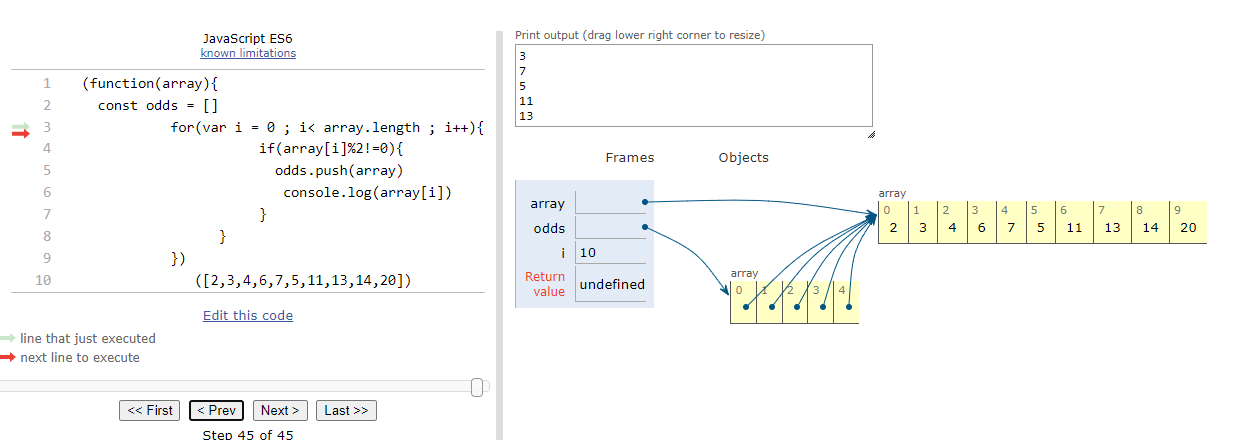 JavaScript ES6
known limitations
1 (function(array){
2 const odds = []
3 for(var i = 0 ; i< array.length ; i++){
4 if(array[i]%2!=0){
5 odds.push(array)
6 console.log(array[i])
7 }
8 }
9 })
10 ([2,3,4,6,7,5,11,13,14,20])
Edit this code
line that just executed
next line to execute
<< First < Prev Next > Last >>
Step 45 of 45
Print output (drag lower right corner to resize)
3
7
5
11
13
Frames Objects
array
odds
i 10
Return value undefined
array
0 1 2 3 4 5 6 7 8 9
2 3 4 6 7 5 11 13 14 20
array
0 1 2 3 4